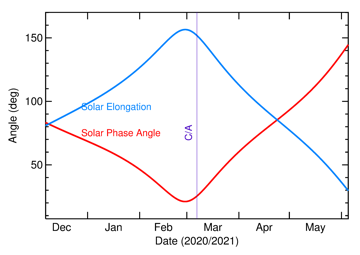 150
100
50
Angle (deg)
Solar Elongation
Solar Phase Angle
C/A
Dec Jan Feb Mar Apr May
Date (2020/2021)